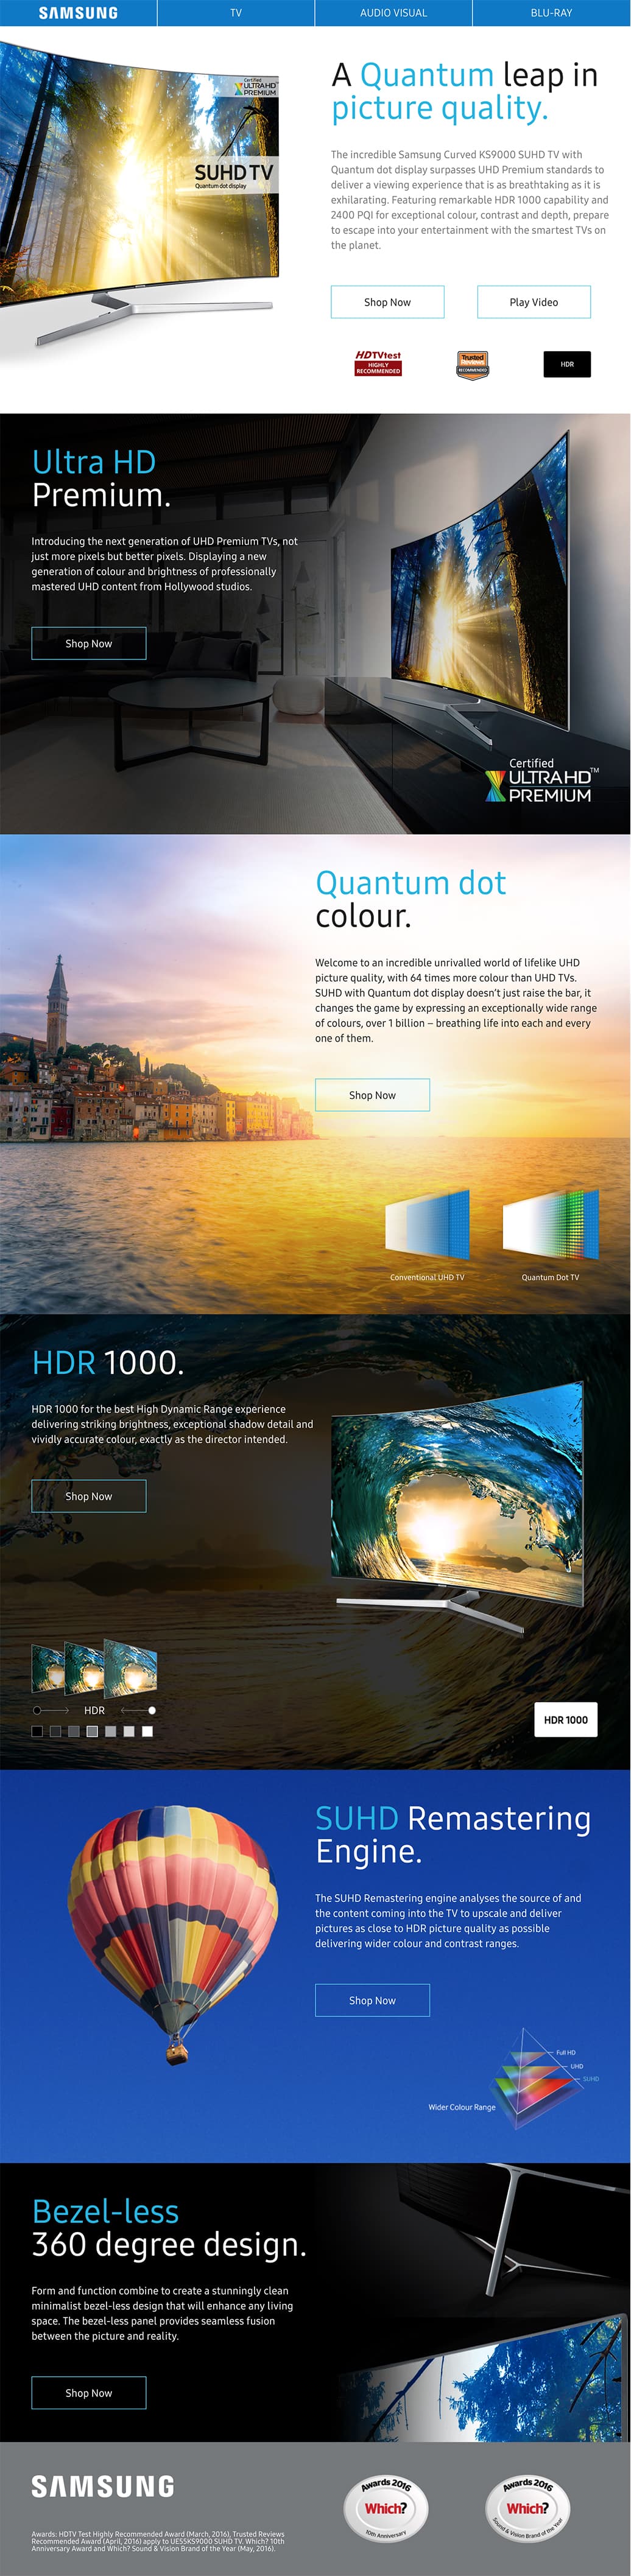 SAMSUNG
TV
AUDIO VISUAL
BLU-RAY
Certified
ULTRAHD
PREMIUM
SUHD TV
Quantum dot display
A Quantum leap in
picture quality.
The incredible Samsung Curved KS9000 SUHD TV with
Quantum dot display surpasses UHD Premium standards to
deliver a viewing experience that is as breathtaking as it is
exhilarating. Featuring remarkable HDR 1000 capability and
2400 PQI for exceptional colour, contrast and depth, prepare
to escape into your entertainment with the smartest TVs on
the planet.
Shop Now
Play Video
HDTVtest
HIGHLY
RECOMMENDED
Trusted
Reviews
RECOMMENDED
HDR
Ultra HD
Premium.
Introducing the next generation of UHD Premium TVs, not
just more pixels but better pixels. Displaying a new
generation of colour and brightness of professionally
mastered UHD content from Hollywood studios.
Shop Now
Certified
ULTRAHD™
PREMIUM
Quantum dot
colour.
Welcome to an incredible unrivalled world of lifelike UHD
picture quality, with 64 times more colour than UHD TVs.
SUHD with Quantum dot display doesn't just raise the bar, it
changes the game by expressing an exceptionally wide range
of colours, over 1 billion – breathing life into each and every
one of them.
Shop Now
Conventional UHD TV
Quantum Dot TV
HDR 1000.
HDR 1000 for the best High Dynamic Range experience
delivering striking brightness, exceptional shadow detail and
vividly accurate colour, exactly as the director intended.
Shop Now
HDR
HDR 1000
SUHD Remastering
Engine.
The SUHD Remastering engine analyses the source of and
the content coming into the TV to upscale and deliver
pictures as close to HDR picture quality as possible
delivering wider colour and contrast ranges.
Shop Now
Full HD
UHD
SUHD
Wider Colour Range
Bezel-less
360 degree design.
Form and function combine to create a stunningly clean
minimalist bezel-less design that will enhance any living
space. The bezel-less panel provides seamless fusion
between the picture and reality.
Shop Now
SAMSUNG
Awards 2016
Which?
10th Anniversary
Awards 2016
Which?
Sound & Vision Brand of the Year
Awards: HDTV Test Highly Recommended Award (March, 2016), Trusted Reviews
Recommended Award (April, 2016) apply to UE55KS9000 SUHD TV. Which? 10th
Anniversary Award and Which? Sound & Vision Brand of the Year (May, 2016).